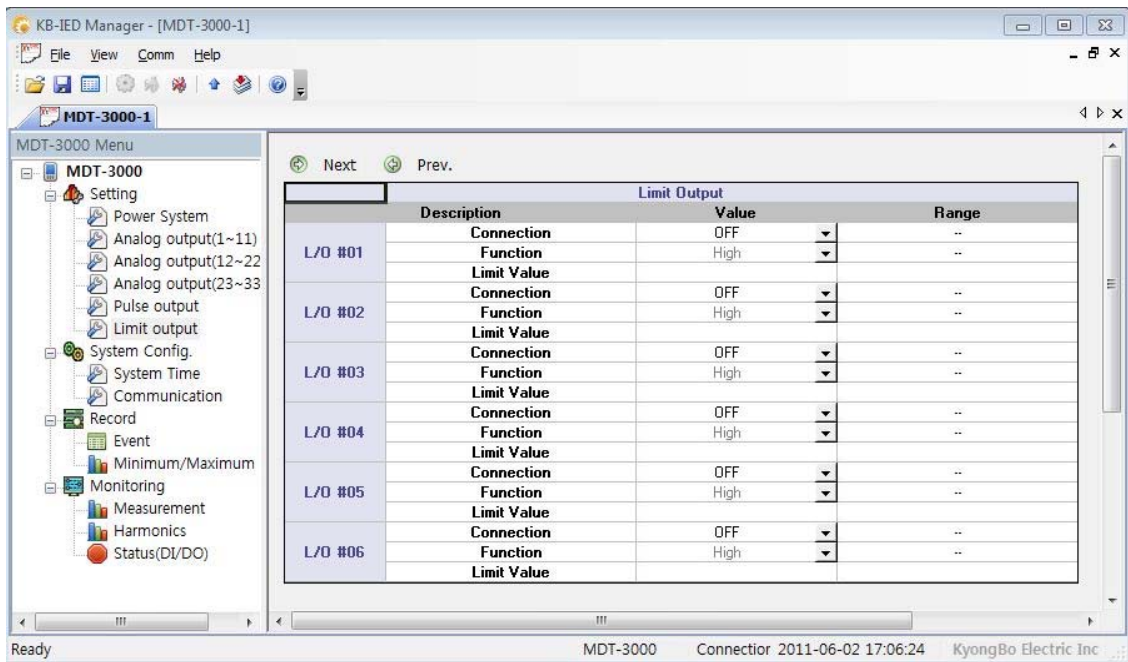 KB-IED Manager - [MDT-3000-1]
File View Comm Help
MDT-3000-1
MDT-3000 Menu
MDT-3000
Setting
Power System
Analog output(1~11)
Analog output(12~22
Analog output(23~33
Pulse output
Limit output
System Config.
System Time
Communication
Record
Event
Minimum/Maximum
Monitoring
Measurement
Harmonics
Status(DI/DO)
Next Prev.
Limit Output
Description Value Range
L/O #01
Connection OFF --
Function High --
Limit Value
L/O #02
Connection OFF --
Function High --
Limit Value
L/O #03
Connection OFF --
Function High --
Limit Value
L/O #04
Connection OFF --
Function High --
Limit Value
L/O #05
Connection OFF --
Function High --
Limit Value
L/O #06
Connection OFF --
Function High --
Limit Value
Ready MDT-3000 Connectior 2011-06-02 17:06:24 KyongBo Electric Inc